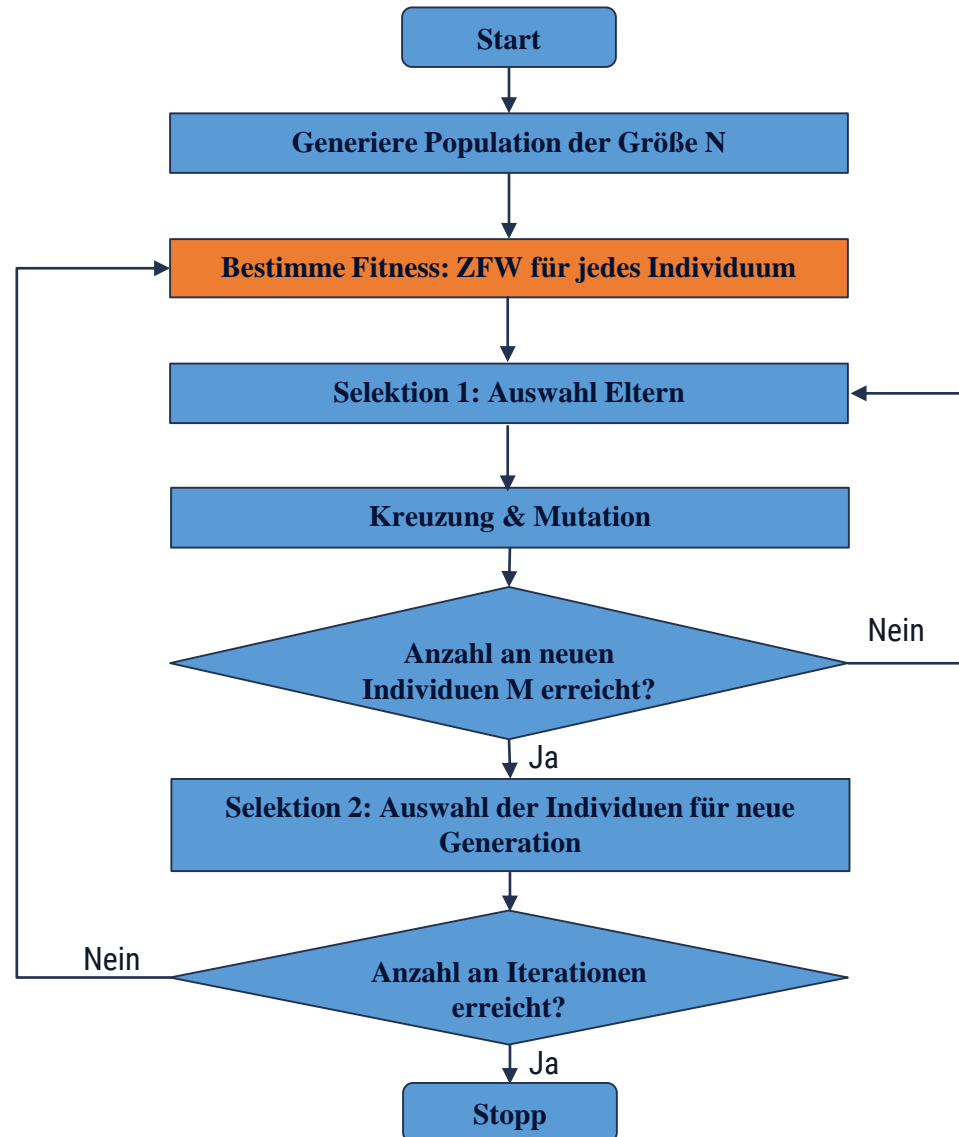 Start
Generiere Population der Größe N
Bestimme Fitness: ZFW für jedes Individuum
Selektion 1: Auswahl Eltern
Kreuzung & Mutation
Anzahl an neuen
Individuen M erreicht?
Nein
Ja
Selektion 2: Auswahl der Individuen für neue
Generation
Nein
Anzahl an Iterationen
erreicht?
Ja
Stopp